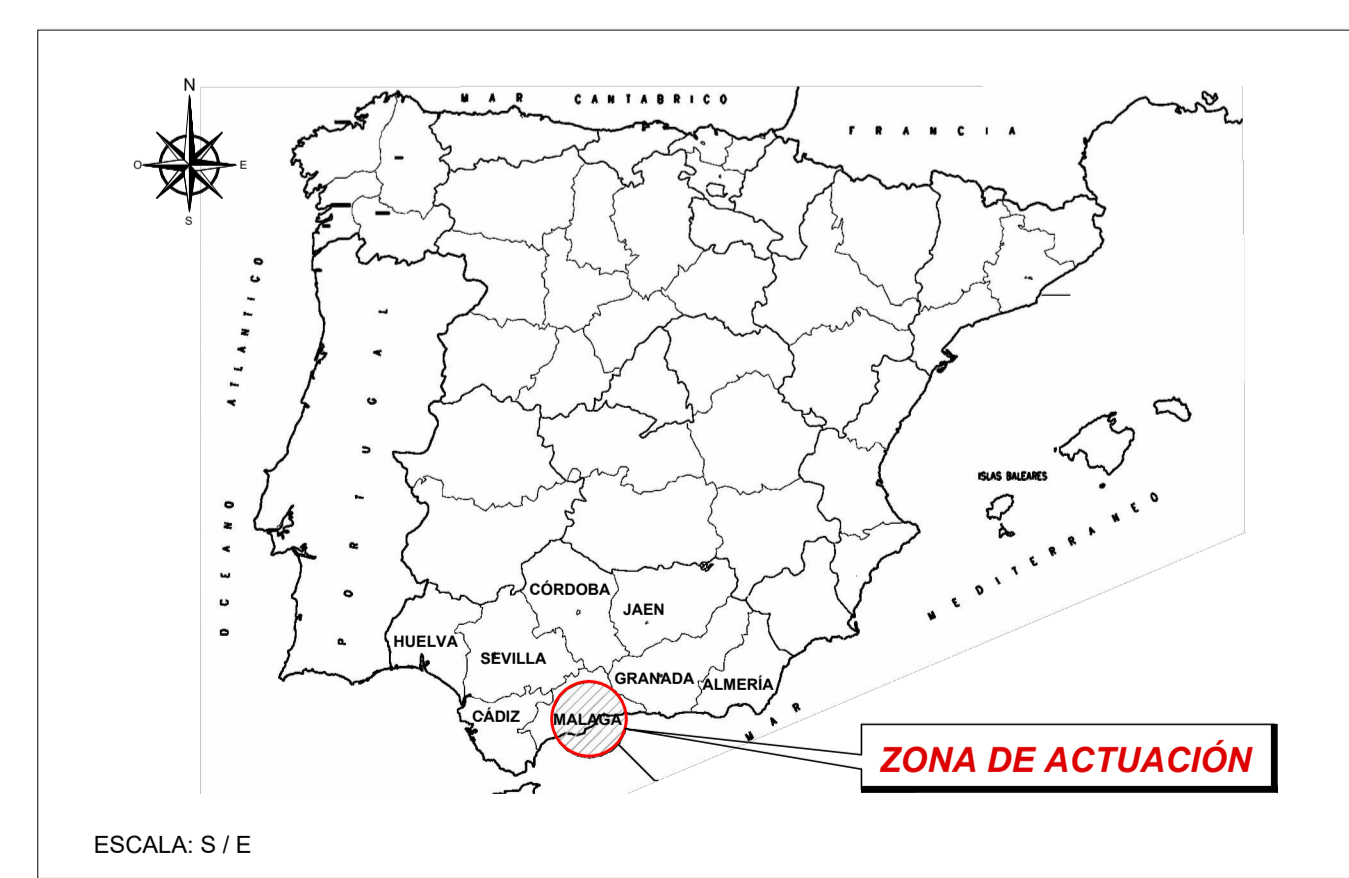 N
MAR CANTABRICO
FRANCIA
O
E
S
OCEANO ATLANTICO
PORTUGAL
ISLAS BALEARES
MAR MEDITERRANEO
CÓRDOBA
JAEN
HUELVA
SEVILLA
GRANADA
ALMERÍA
CÁDIZ
MALAGA
ZONA DE ACTUACIÓN
ESCALA: S / E